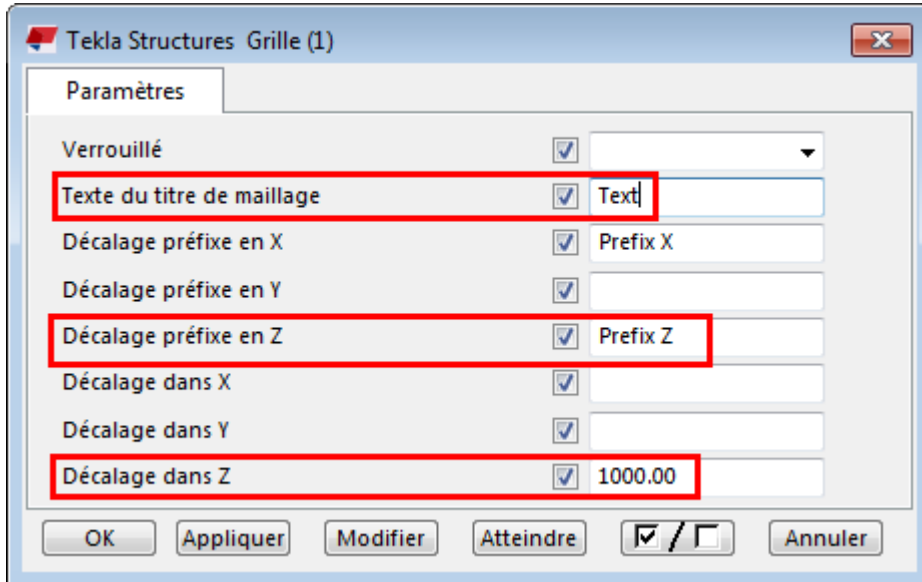 Tekla Structures Grille (1)
Paramètres
Verrouillé
Texte du titre de maillage Text
Décalage préfixe en X Prefix X
Décalage préfixe en Y
Décalage préfixe en Z Prefix Z
Décalage dans X
Décalage dans Y
Décalage dans Z 1000.00
OK Appliquer Modifier Atteindre / Annuler